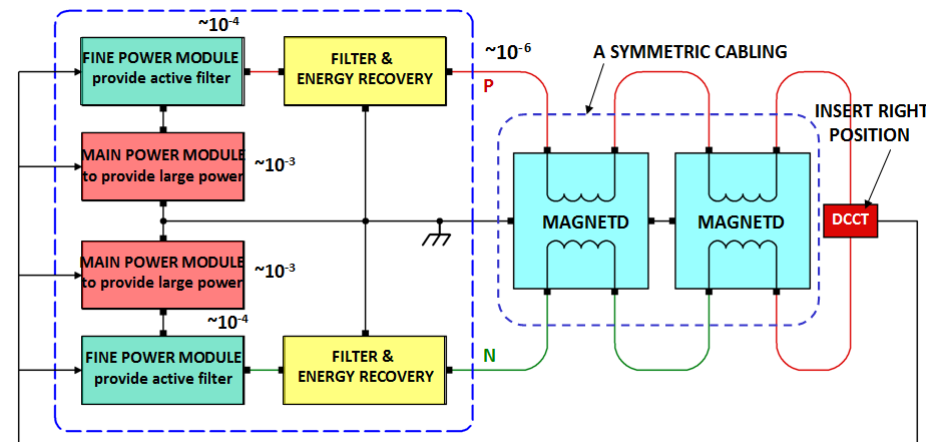 ~10-4
FINE POWER MODULE
provide active filter
FILTER &
ENERGY RECOVERY
~10-6
P
A SYMMETRIC CABLING
INSERT RIGHT
POSITION
MAIN POWER MODULE
to provide large power
~10-3
MAGNETD
MAGNETD
DCCT
MAIN POWER MODULE
to provide large power
~10-3
~10-4
FINE POWER MODULE
provide active filter
FILTER &
ENERGY RECOVERY
N